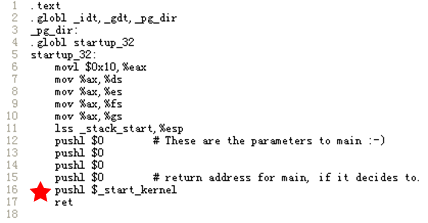 1 .text
2 .globl _idt,_gdt,_pg_dir
3 _pg_dir:
4 .globl startup_32
5 startup_32:
6 movl $0x10,%eax
7 mov %ax,%ds
8 mov %ax,%es
9 mov %ax,%fs
10 mov %ax,%gs
11 lss _stack_start,%esp
12 pushl $0 # These are the parameters to main :-)
13 pushl $0
14 pushl $0
15 pushl $0 # return address for main, if it decides to.
16 pushl $_start_kernel
17 ret